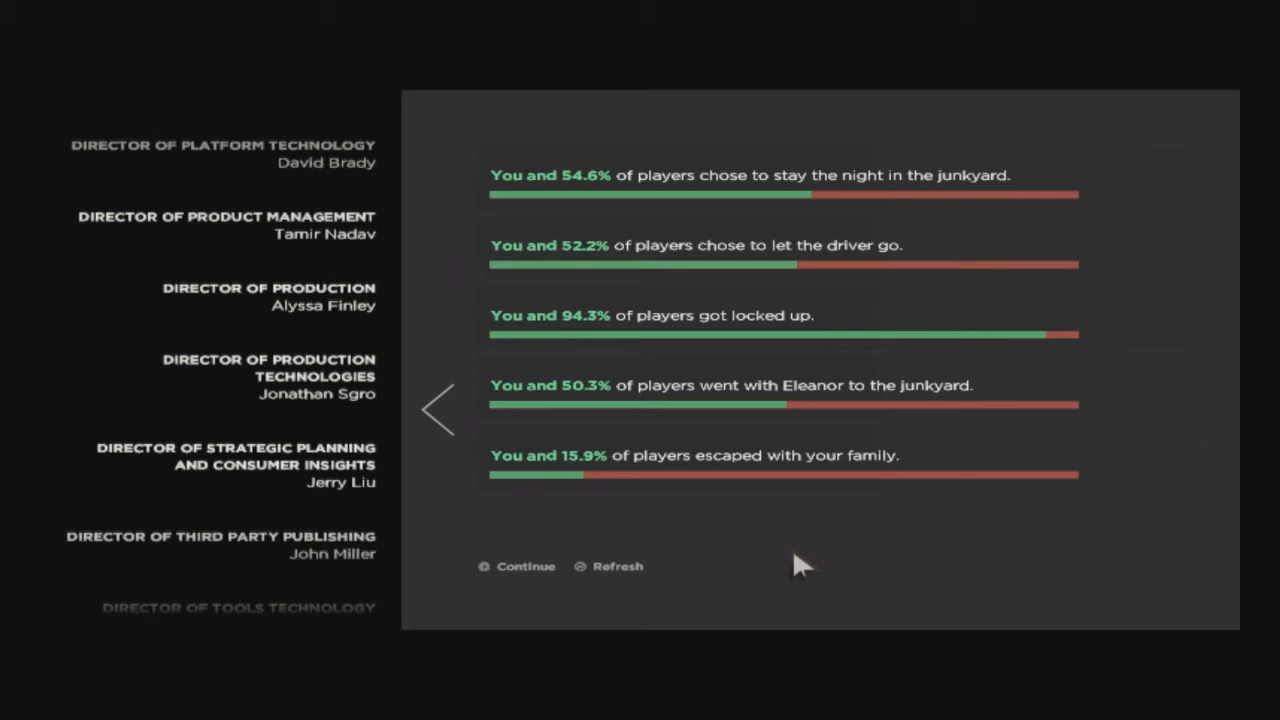 DIRECTOR OF PLATFORM TECHNOLOGY
David Brady
DIRECTOR OF PRODUCT MANAGEMENT
Tamir Nadav
DIRECTOR OF PRODUCTION
Alyssa Finley
DIRECTOR OF PRODUCTION
TECHNOLOGIES
Jonathan Sgro
DIRECTOR OF STRATEGIC PLANNING
AND CONSUMER INSIGHTS
Jerry Liu
DIRECTOR OF THIRD PARTY PUBLISHING
John Miller
DIRECTOR OF TOOLS TECHNOLOGY
You and 54.6% of players chose to stay the night in the junkyard.
You and 52.2% of players chose to let the driver go.
You and 94.3% of players got locked up.
You and 50.3% of players went with Eleanor to the junkyard.
You and 15.9% of players escaped with your family.
Continue Refresh